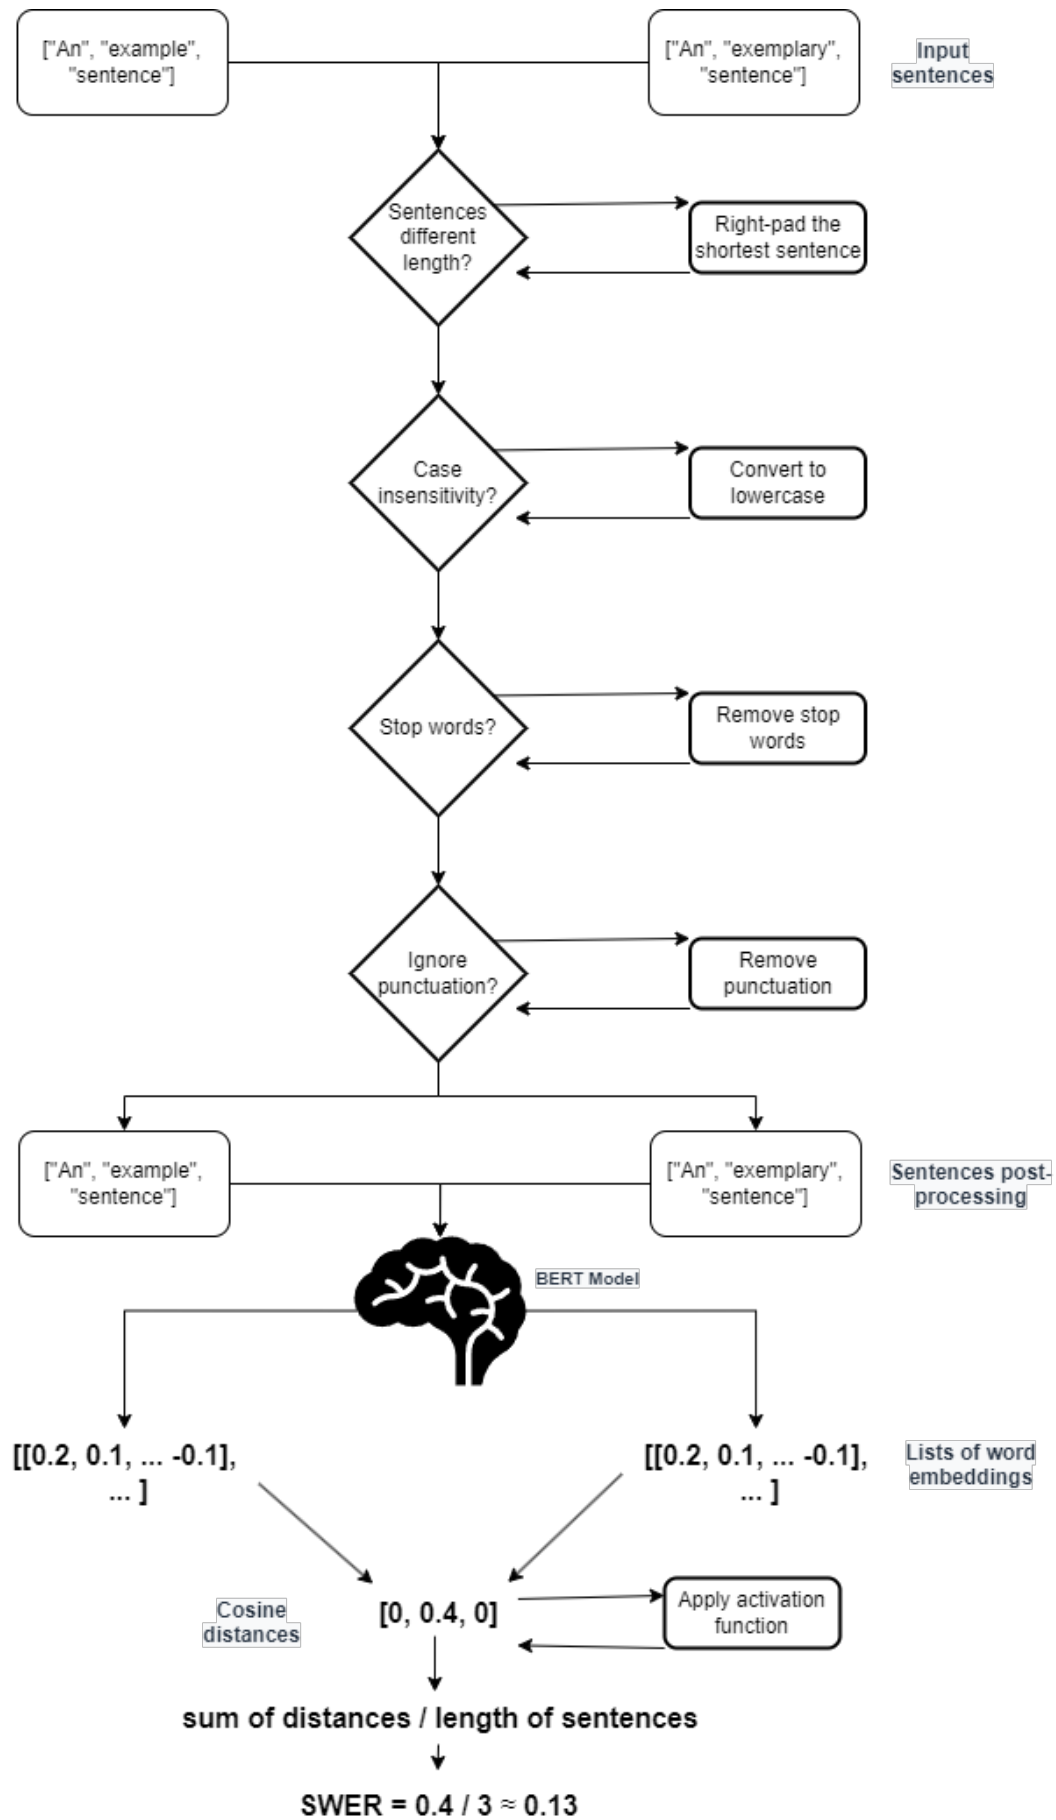 ["An", "example",
"sentence"]
["An", "exemplary",
"sentence"]
Input
sentences
Sentences
different
length?
Right-pad the
shortest sentence
Case
insensitivity?
Convert to
lowercase
Stop words?
Remove stop
words
Ignore
punctuation?
Remove
punctuation
["An", "example",
"sentence"]
["An", "exemplary",
"sentence"]
Sentences post-
processing
BERT Model
[[0.2, 0.1, ... -0.1],
... ]
[[0.2, 0.1, ... -0.1],
... ]
Lists of word
embeddings
Cosine
distances
[0, 0.4, 0]
Apply activation
function
sum of distances / length of sentences
SWER = 0.4 / 3 ≈ 0.13